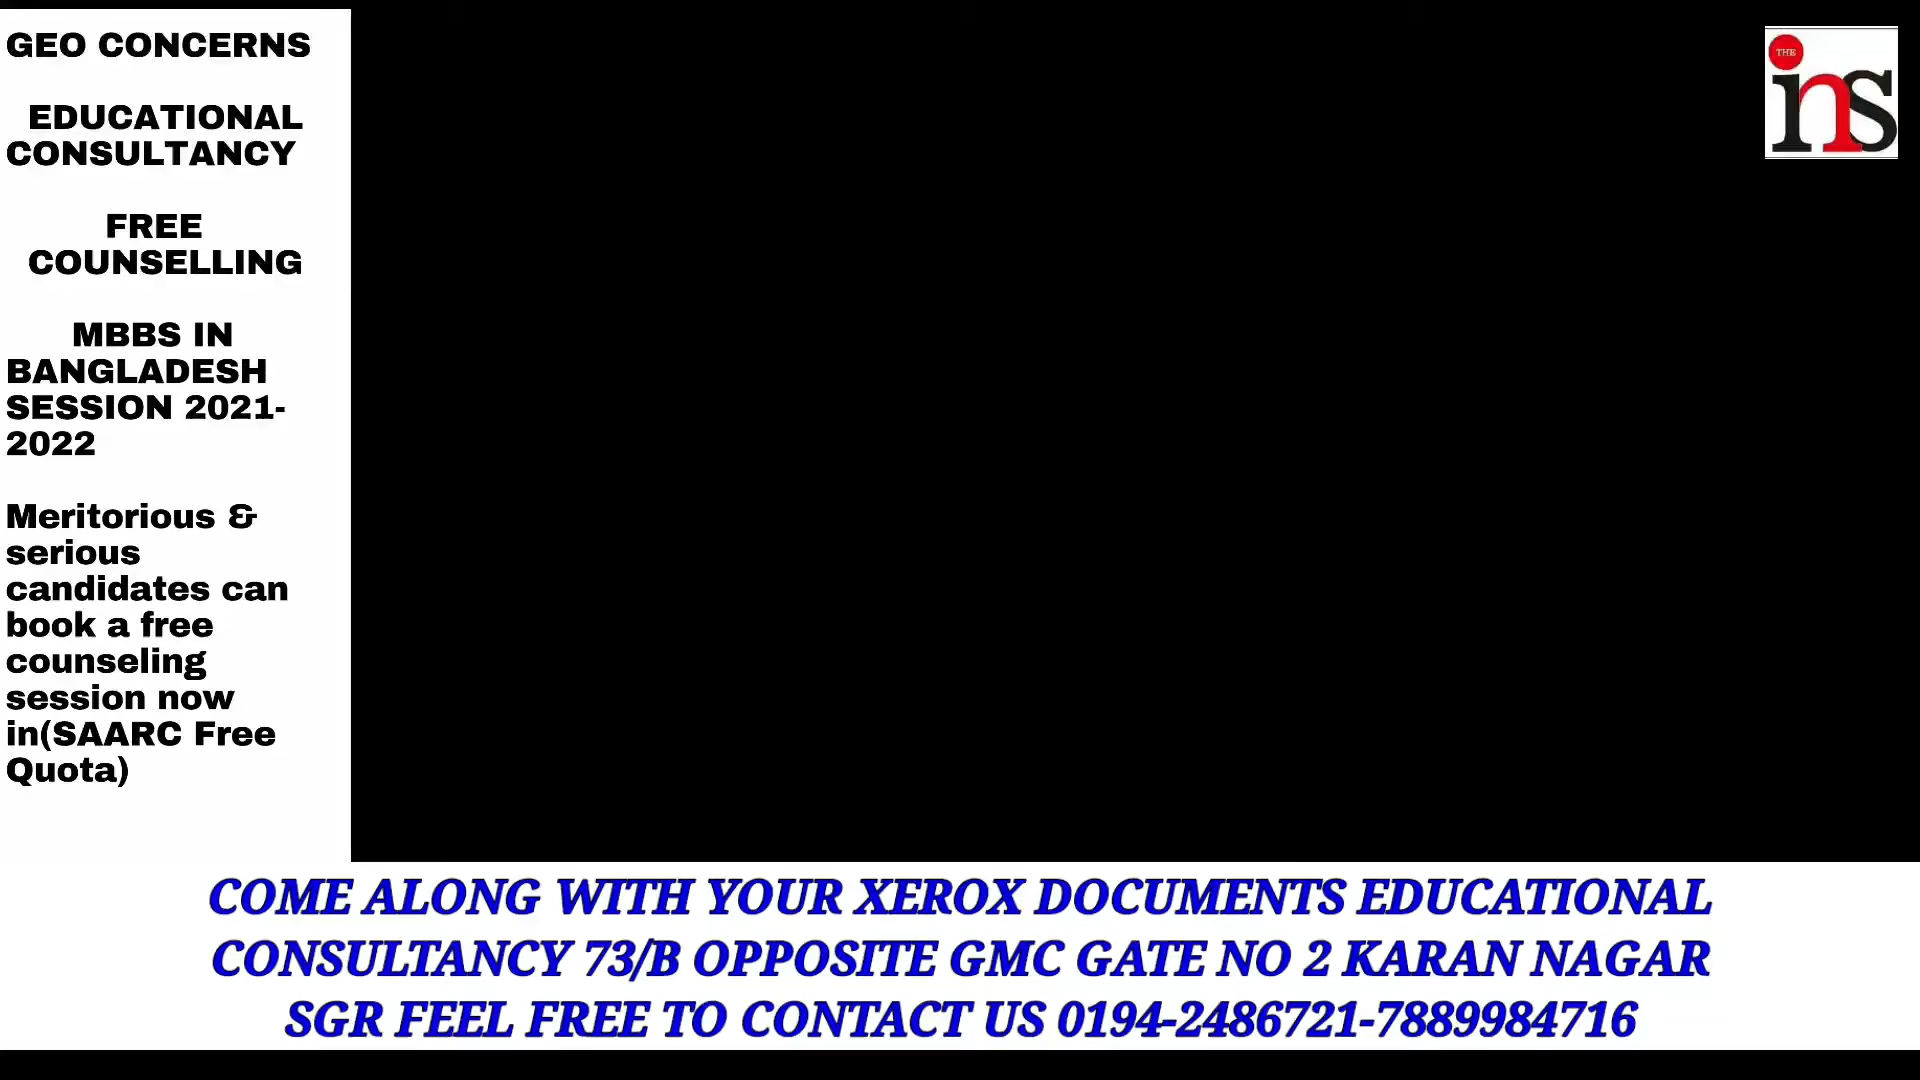 GEO CONCERNS
EDUCATIONAL
CONSULTANCY
FREE
COUNSELLING
MBBS IN
BANGLADESH
SESSION 2021-
2022
Meritorious &
serious
candidates can
book a free
counseling
session now
in(SAARC Free
Quota)
THE
ins
COME ALONG WITH YOUR XEROX DOCUMENTS EDUCATIONAL
CONSULTANCY 73/B OPPOSITE GMC GATE NO 2 KARAN NAGAR
SGR FEEL FREE TO CONTACT US 0194-2486721-7889984716